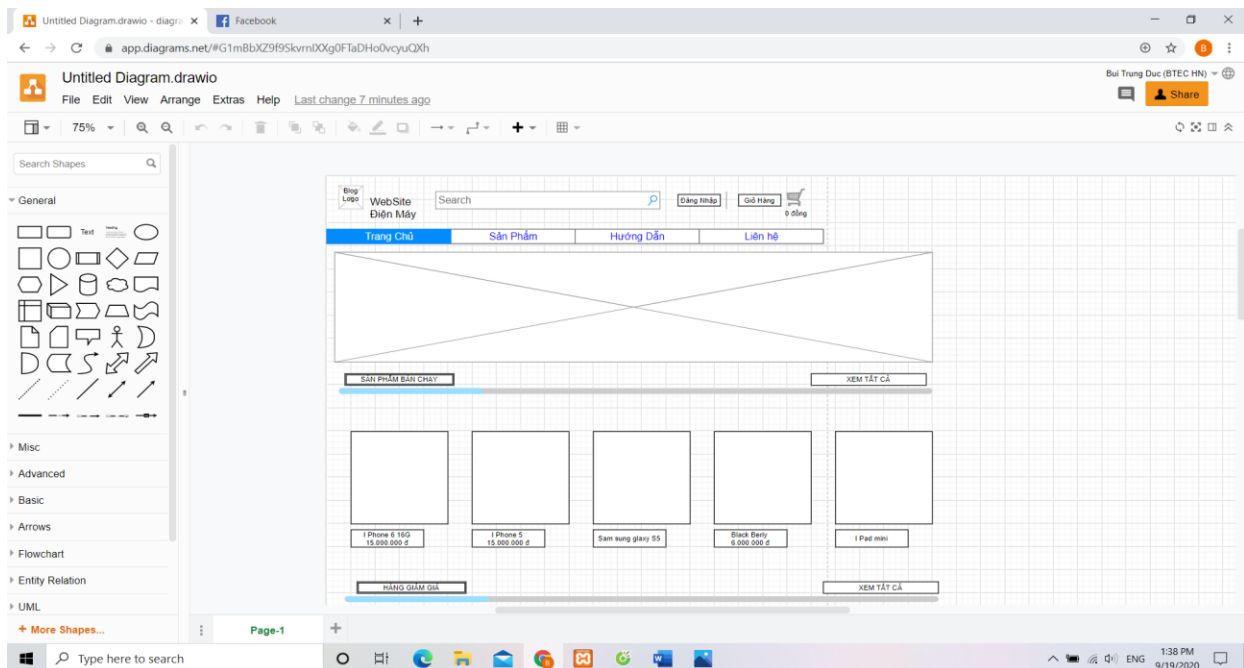 Untitled Diagram.drawio - diagra
Facebook
app.diagrams.net/#G1mBbXZ9f9SkvrnlXXg0FTaDHo0vcyuQXh
B
Untitled Diagram.drawio
Bui Trung Duc (BTEC HN)
File Edit View Arrange Extras Help Last change 7 minutes ago
Share
75%
Search Shapes
General
Text
Misc
Advanced
Basic
Arrows
Flowchart
Entity Relation
UML
+ More Shapes...
Blog
Logo
WebSite
Điện Máy
Search
Đăng Nhập
Giỏ Hàng
0 đồng
Trang Chủ
Sản Phẩm
Hướng Dẫn
Liên hệ
SẢN PHẨM BÁN CHẠY
XEM TẤT CẢ
I Phone 6 16G
15.000.000 đ
I Phone 5
15.000.000 đ
Sam sung glaxy S5
Black Berly
6.000.000 đ
I Pad mini
HÀNG GIẢM GIÁ
XEM TẤT CẢ
Page-1
Type here to search
ENG
1:38 PM
9/19/2020